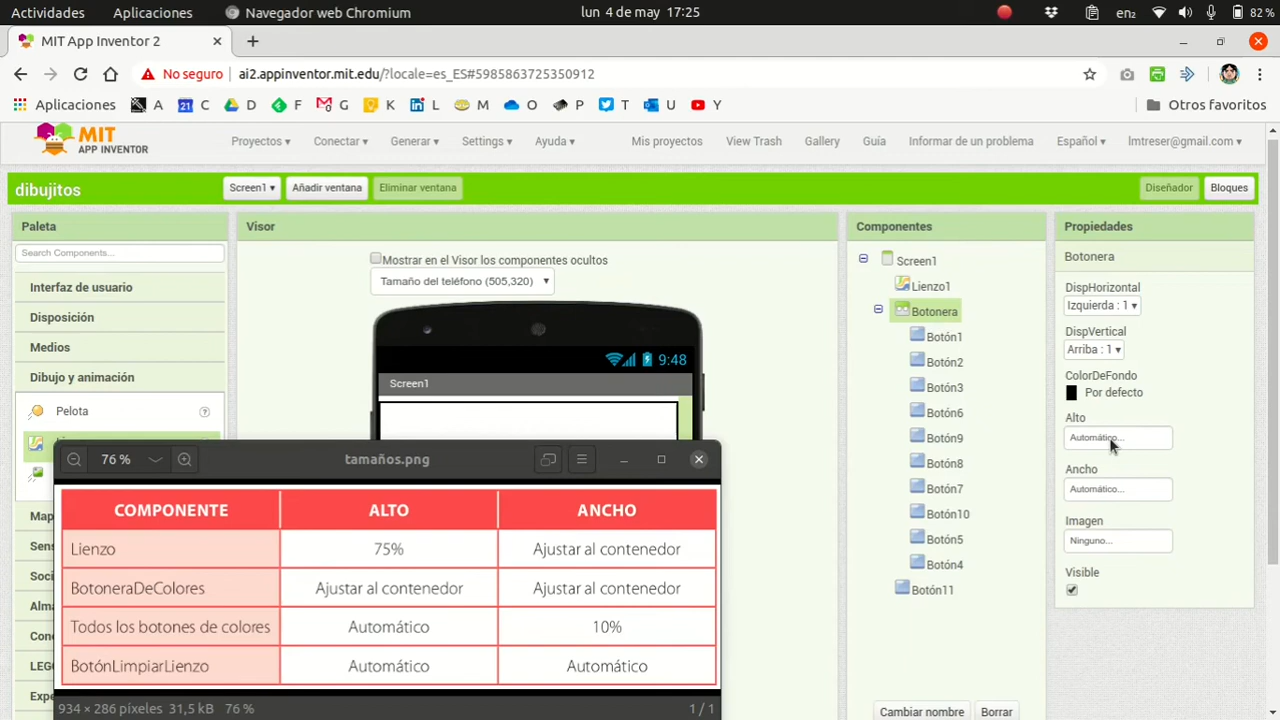 Actividades Aplicaciones Navegador web Chromium lun 4 de may 17:25 en₂ 82 %
MIT App Inventor 2
No seguro ai2.appinventor.mit.edu/?locale=es_ES#5985863725350912
Aplicaciones A C D F G K L M O P T U Y Otros favoritos
MIT
APP INVENTOR
Proyectos Conectar Generar Settings Ayuda Mis proyectos View Trash Gallery Guía Informar de un problema Español lmtreser@gmail.com
dibujitos Screen1 Añadir ventana Eliminar ventana Diseñador Bloques
Paleta
Search Components...
Interfaz de usuario
Disposición
Medios
Dibujo y animación
Pelota
Visor
Mostrar en el Visor los componentes ocultos
Tamaño del teléfono (505,320)
9:48
Screen1
tamaños.png
76 %
COMPONENTE ALTO ANCHO
Lienzo 75% Ajustar al contenedor
BotoneraDeColores Ajustar al contenedor Ajustar al contenedor
Todos los botones de colores Automático 10%
BotónLimpiarLienzo Automático Automático
934 × 286 píxeles 31,5 kB 76 % 1 / 1
Map
Sens
Soci
Alma
Cone
LEGO
Expe
Componentes
Screen1
Lienzo1
Botonera
Botón1
Botón2
Botón3
Botón6
Botón9
Botón8
Botón7
Botón10
Botón5
Botón4
Botón11
Cambiar nombre Borrar
Propiedades
Botonera
DispHorizontal
Izquierda : 1
DispVertical
Arriba : 1
ColorDeFondo
Por defecto
Alto
Automático...
Ancho
Automático...
Imagen
Ninguno...
Visible